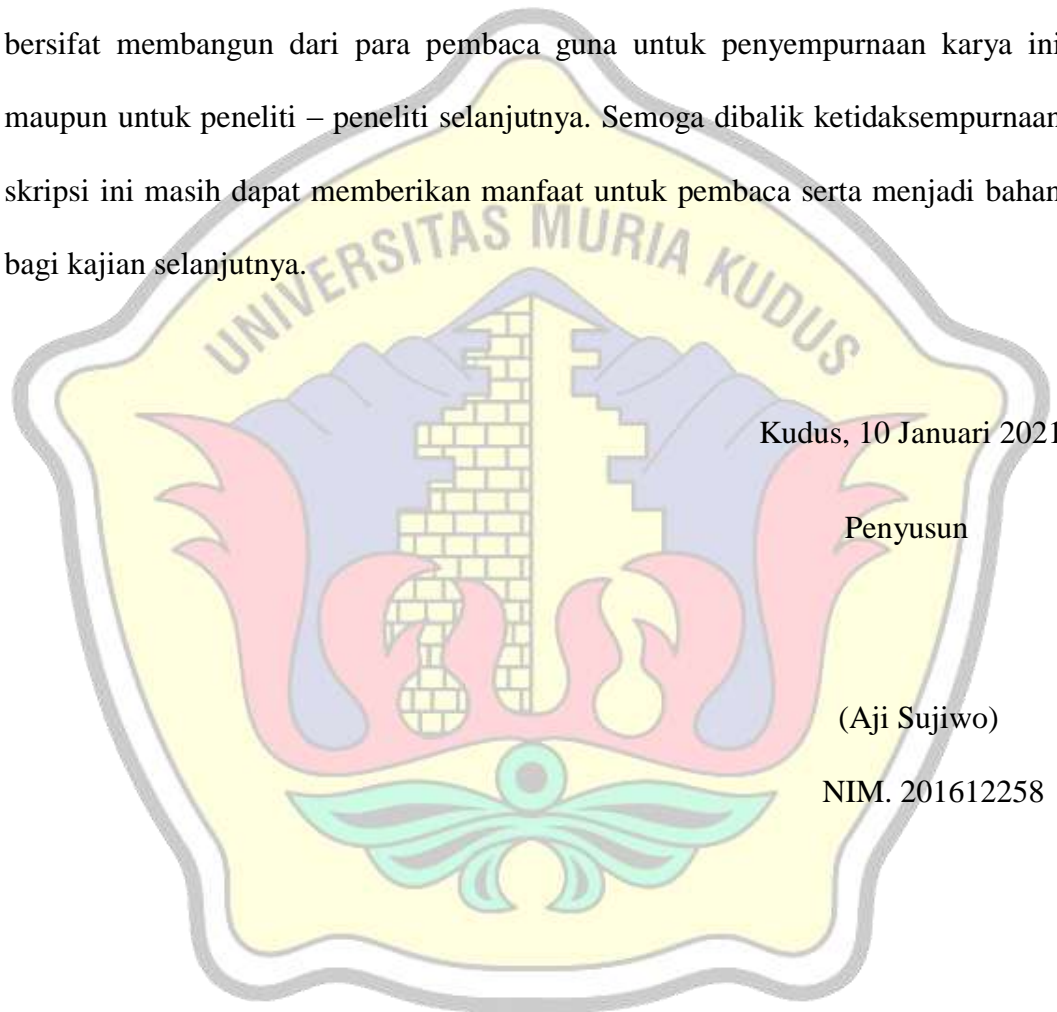 bersifat membangun dari para pembaca guna untuk penyempurnaan karya ini
maupun untuk peneliti – peneliti selanjutnya. Semoga dibalik ketidaksempurnaan
skripsi ini masih dapat memberikan manfaat untuk pembaca serta menjadi bahan
bagi kajian selanjutnya.
UNIVERSITAS MURIA KUDUS
Kudus, 10 Januari 2021
Penyusun
(Aji Sujiwo)
NIM. 201612258